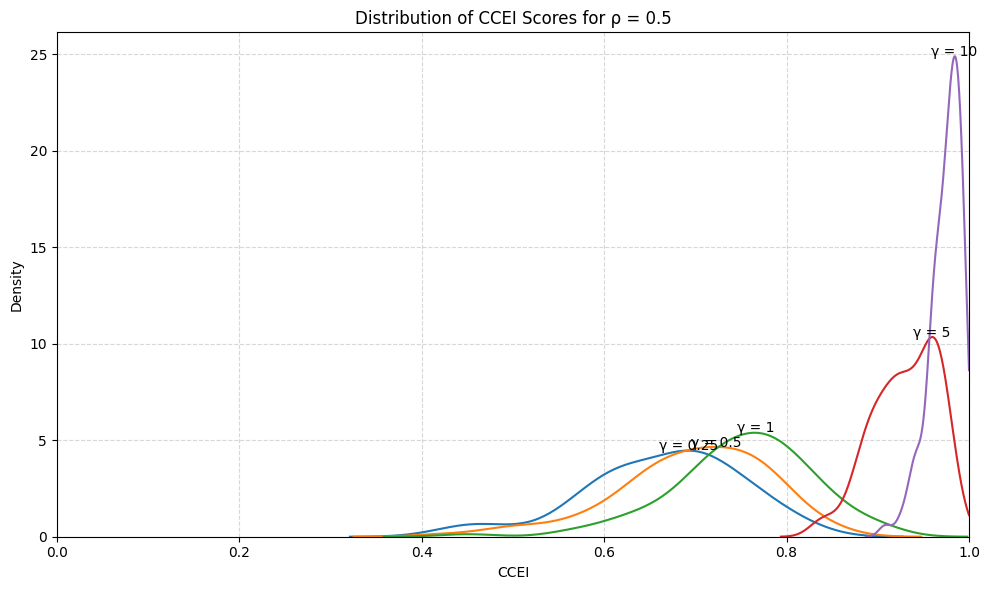 Distribution of CCEI Scores for ρ = 0.5
Density
25
20
15
10
5
0
γ = 10
γ = 5
γ = 1
γ = 0.25
γ = 0.5
0.0
0.2
0.4
0.6
0.8
1.0
CCEI